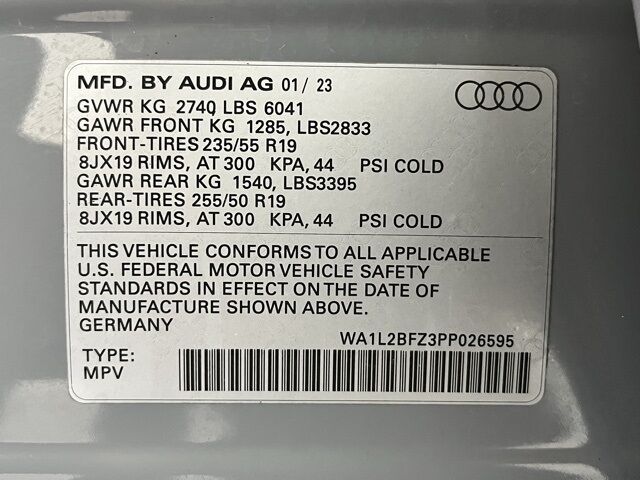 MFD. BY AUDI AG 01/ 23
GVWR KG 2740 LBS 6041
GAWR FRONT KG 1285, LBS2833
FRONT-TIRES 235/55 R19
8JX19 RIMS, AT 300 KPA, 44 PSI COLD
GAWR REAR KG 1540, LBS3395
REAR-TIRES 255/50 R19
8JX19 RIMS, AT 300 KPA, 44 PSI COLD
THIS VEHICLE CONFORMS TO ALL APPLICABLE
U.S. FEDERAL MOTOR VEHICLE SAFETY
STANDARDS IN EFFECT ON THE DATE OF
MANUFACTURE SHOWN ABOVE.
GERMANY
WA1L2BFZ3PP026595
TYPE:
MPV